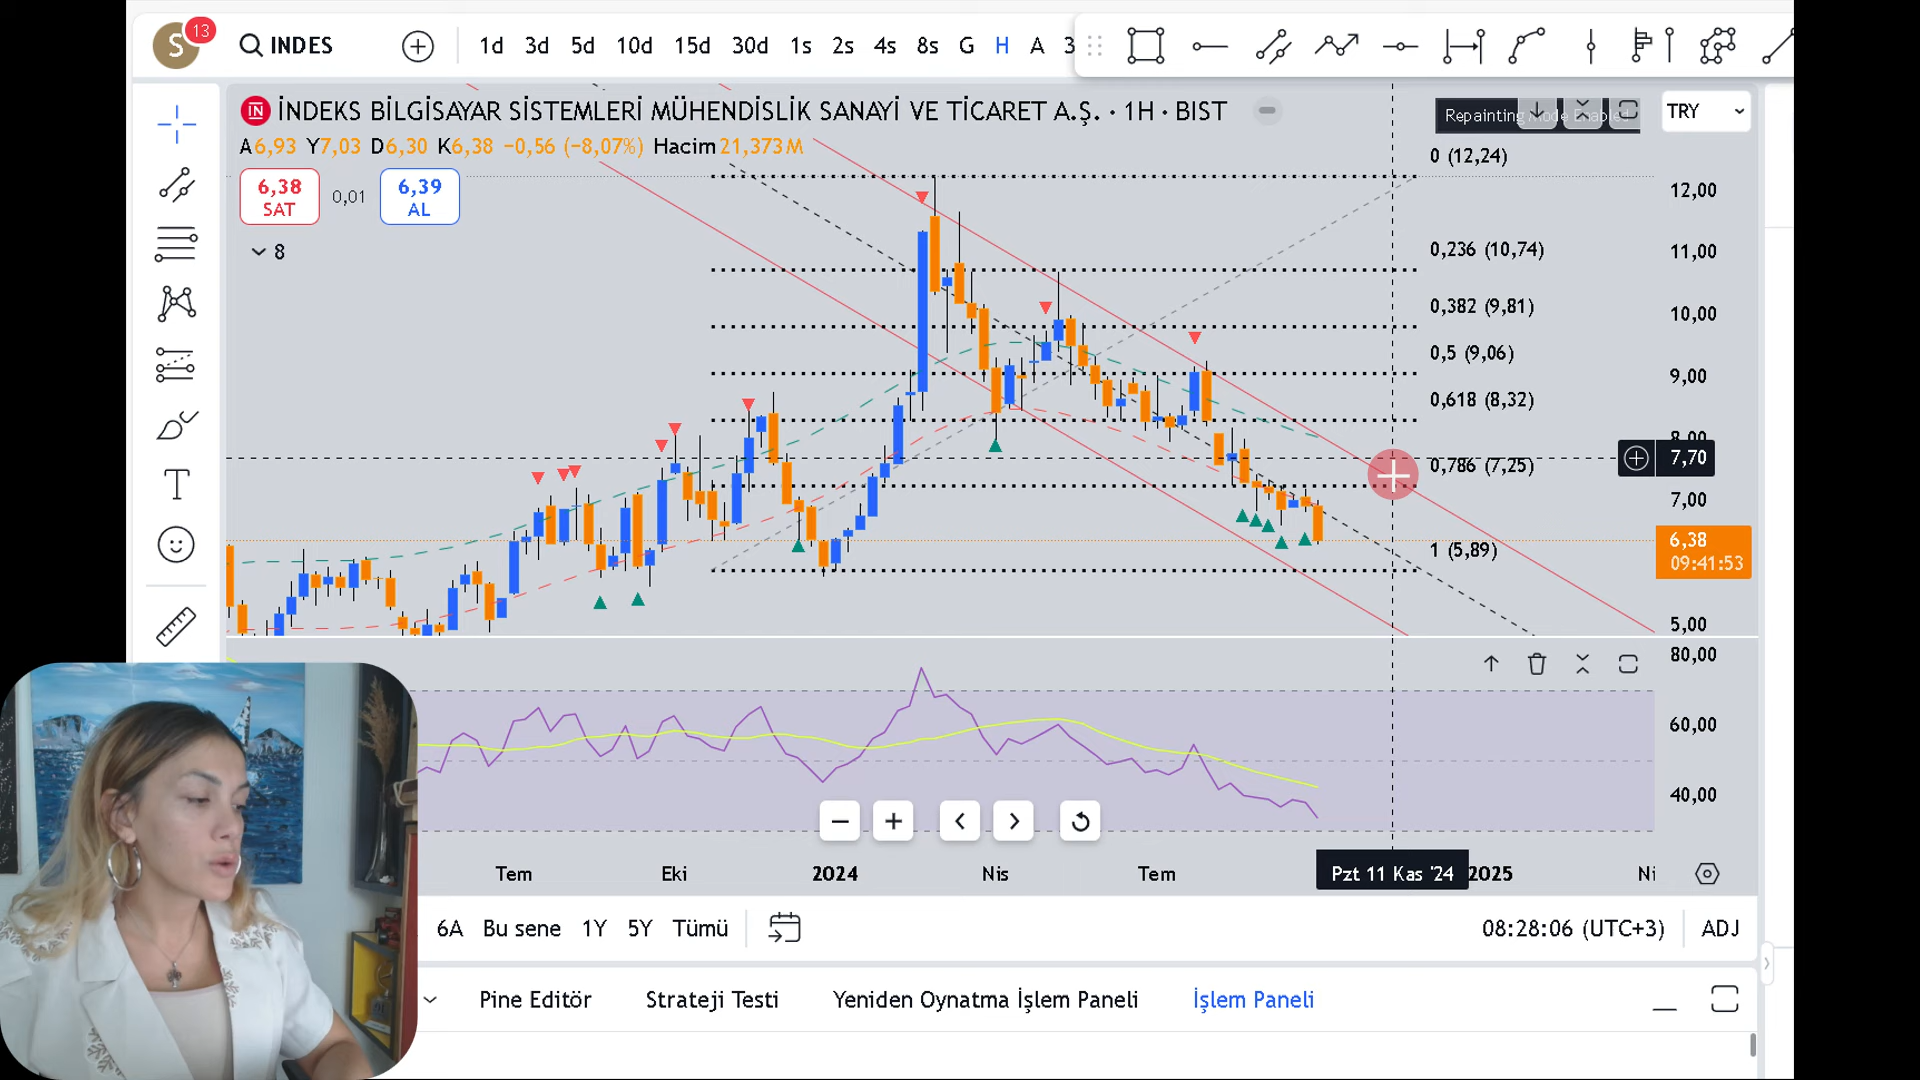 S
13
INDES
1d 3d 5d 10d 15d 30d 1s 2s 4s 8s G H A 3
İNDEKS BİLGİSAYAR SİSTEMLERİ MÜHENDİSLİK SANAYİ VE TİCARET A.Ş. · 1H · BIST
A6,93 Y7,03 D6,30 K6,38 −0,56 (−8,07%) Hacim 21,373M
6,38
SAT
0,01
6,39
AL
8
Repainting Mode Enabled
TRY
0 (12,24)
0,236 (10,74)
0,382 (9,81)
0,5 (9,06)
0,618 (8,32)
0,786 (7,25)
1 (5,89)
12,00
11,00
10,00
9,00
8,00
7,70
7,00
6,38
09:41:53
5,00
80,00
60,00
40,00
Tem Eki 2024 Nis Tem Pzt 11 Kas '24 2025 Ni
6A Bu sene 1Y 5Y Tümü
08:28:06 (UTC+3) ADJ
Pine Editör Strateji Testi Yeniden Oynatma İşlem Paneli İşlem Paneli